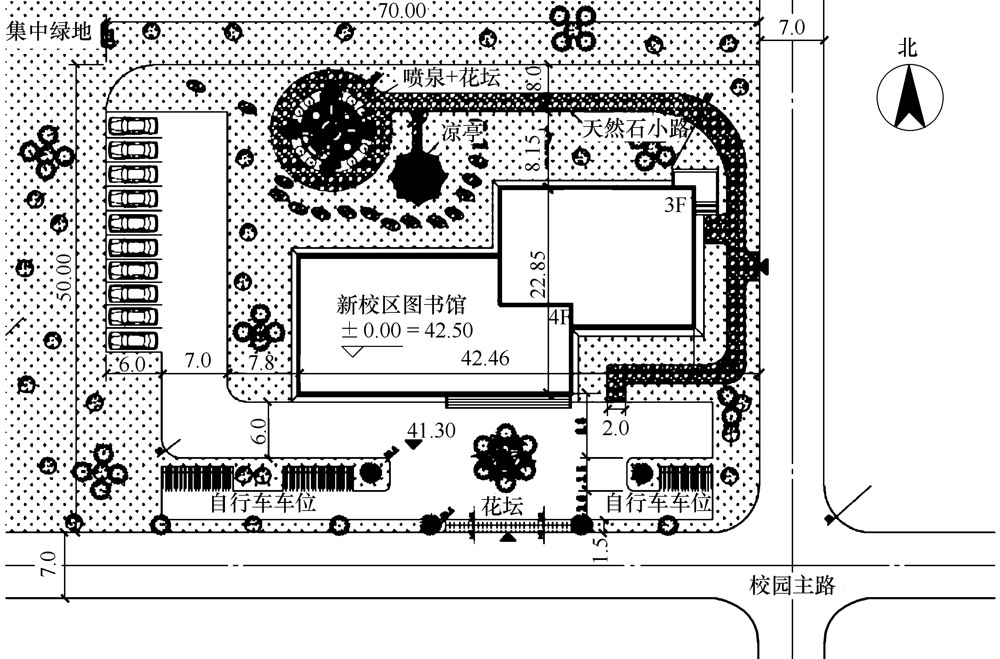 70.00
集中绿地
7.0
北
喷泉+花坛
8.0
天然石小路
凉亭
8.15
3F
50.00
22.85
新校区图书馆
4F
± 0.00 = 42.50
42.46
6.0
7.0
7.8
6.0
41.30
2.0
自行车车位
花坛
自行车车位
1.5
7.0
校园主路